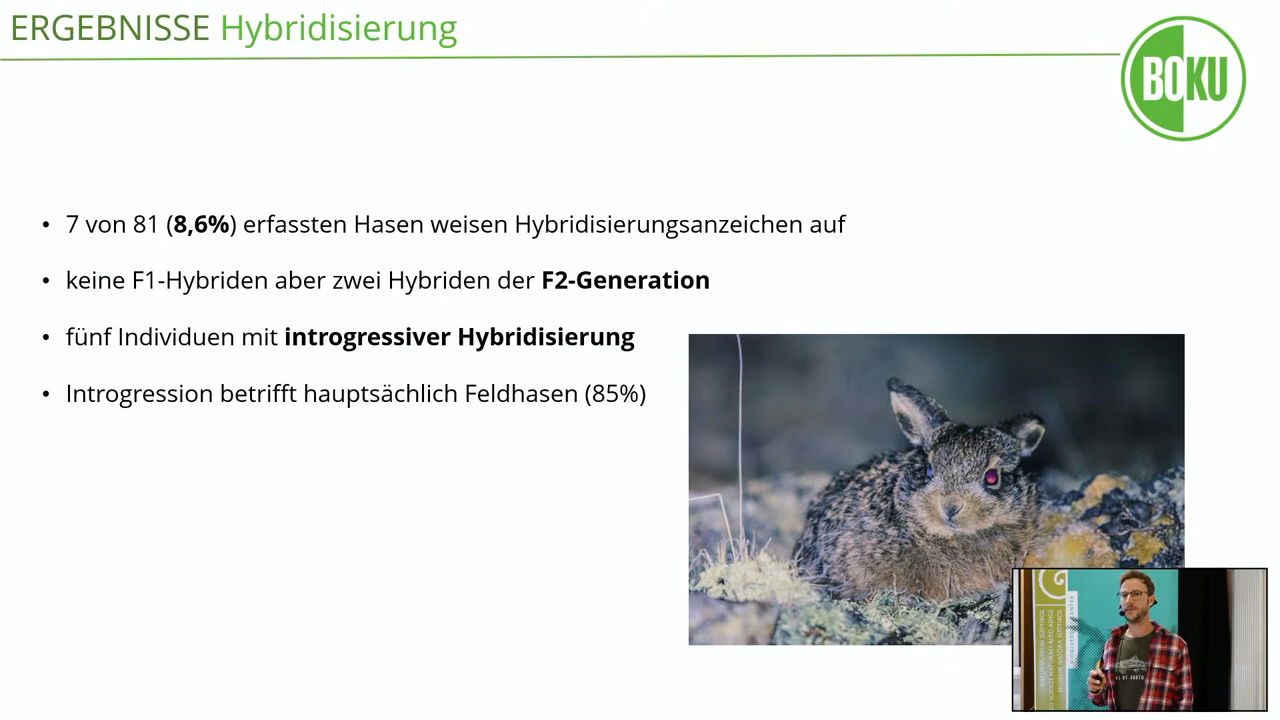 ERGEBNISSE Hybridisierung
BOKU
• 7 von 81 (8,6%) erfassten Hasen weisen Hybridisierungsanzeichen auf
• keine F1-Hybriden aber zwei Hybriden der F2-Generation
• fünf Individuen mit introgressiver Hybridisierung
• Introgression betrifft hauptsächlich Feldhasen (85%)